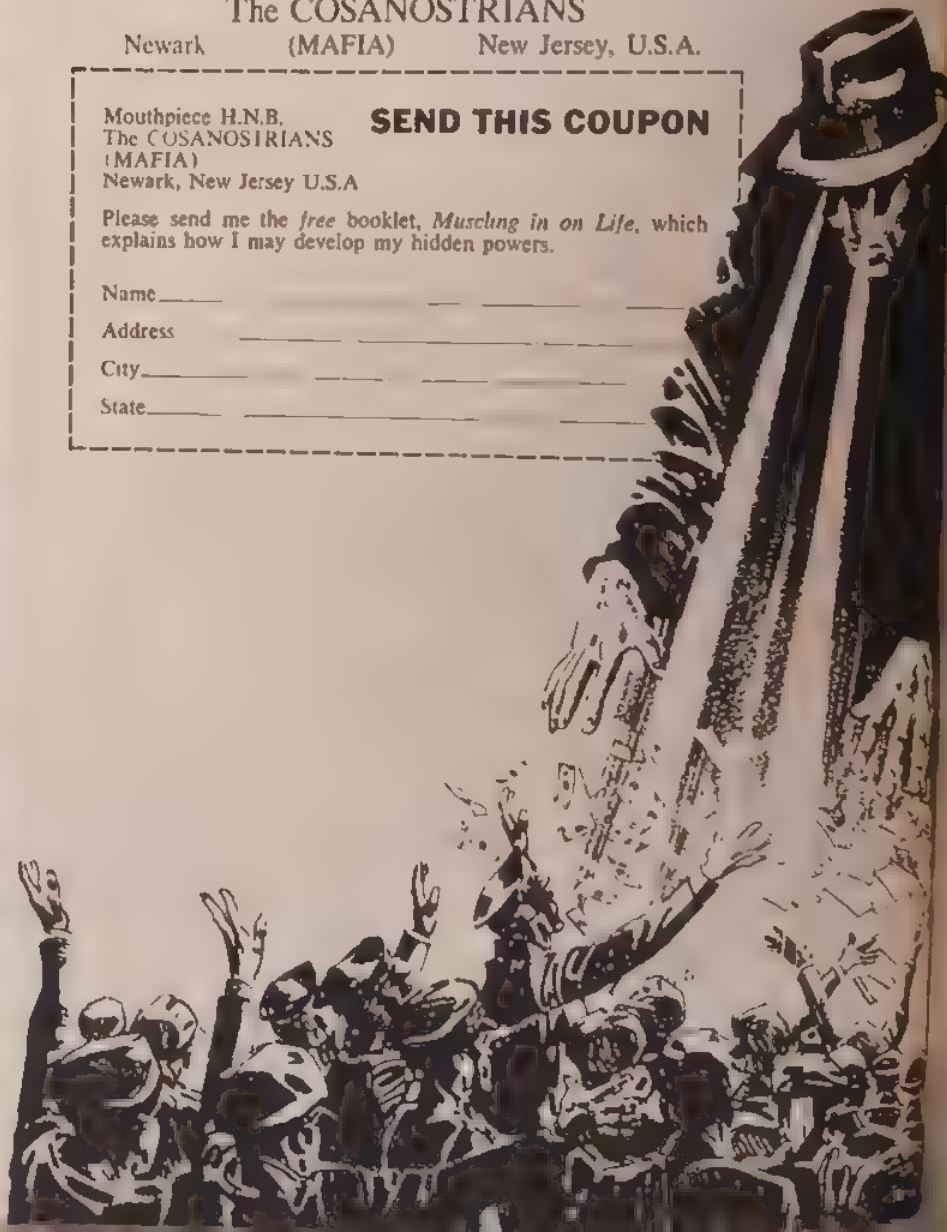 The COSANOSTRIANS
Newark (MAFIA) New Jersey, U.S.A.
Mouthpiece H.N.B.
The COSANOSTRIANS
(MAFIA)
Newark, New Jersey U.S.A
SEND THIS COUPON
Please send me the free booklet, Muscling in on Life, which
explains how I may develop my hidden powers.
Name
Address
City
State